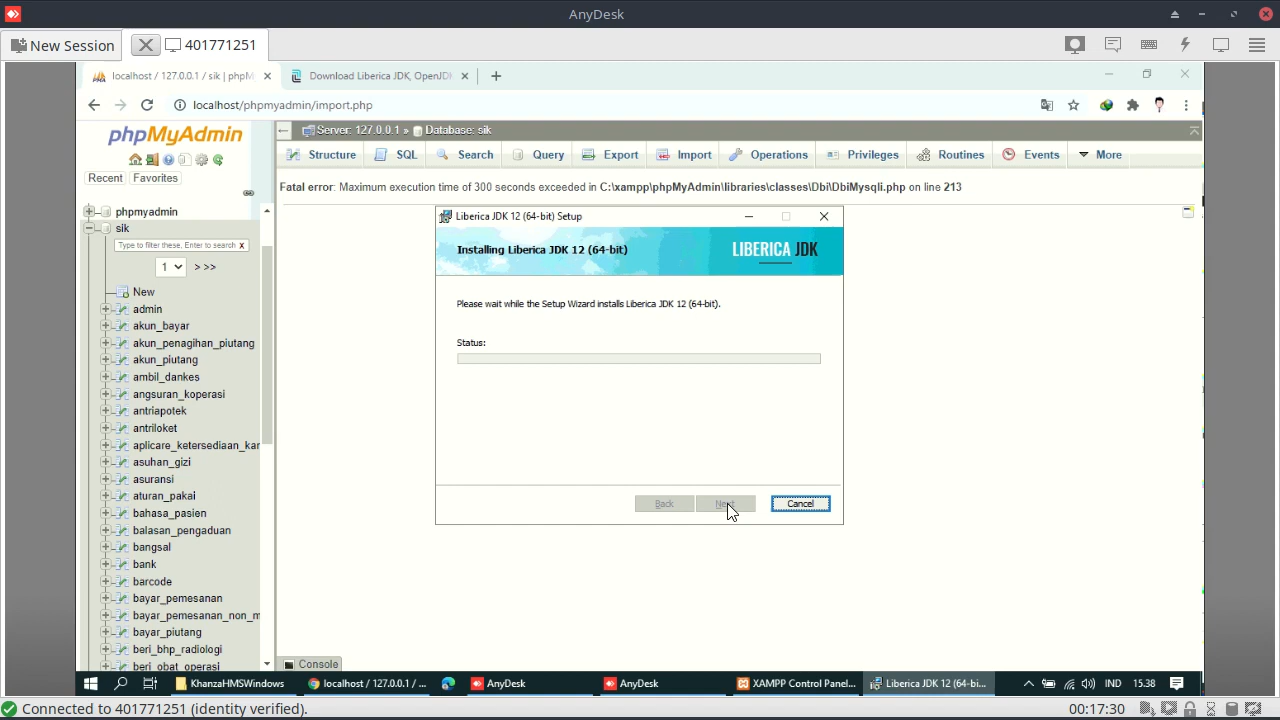 AnyDesk
New Session
401771251
localhost / 127.0.0.1 / sik | phpM
Download Liberica JDK, OpenJD
localhost/phpmyadmin/import.php
phpMyAdmin
Recent
Favorites
phpmyadmin
sik
Type to filter these, Enter to search
X
1
> >>
New
admin
akun_bayar
akun_penagihan_piutang
akun_piutang
ambil_dankes
angsuran_koperasi
antriapotek
antriloket
aplicare_ketersediaan_kar
asuhan_gizi
asuransi
aturan_pakai
bahasa_pasien
balasan_pengaduan
bangsal
bank
barcode
bayar_pemesanan
bayar_pemesanan_non_m
bayar_piutang
beri_bhp_radiologi
beri_obat_operasi
Server: 127.0.0.1 » Database: sik
Structure
SQL
Search
Query
Export
Import
Operations
Privileges
Routines
Events
More
Fatal error: Maximum execution time of 300 seconds exceeded in C:\xampp\phpMyAdmin\libraries\classes\Dbi\DbiMysqli.php on line 213
Liberica JDK 12 (64-bit) Setup
Installing Liberica JDK 12 (64-bit)
LIBERICA JDK
Please wait while the Setup Wizard installs Liberica JDK 12 (64-bit).
Status:
Back
Next
Cancel
Console
KhanzaHMSWindows
localhost / 127.0.0.1 / ...
AnyDesk
AnyDesk
XAMPP Control Panel...
Liberica JDK 12 (64-bi...
IND
15.38
Connected to 401771251 (identity verified).
00:17:30